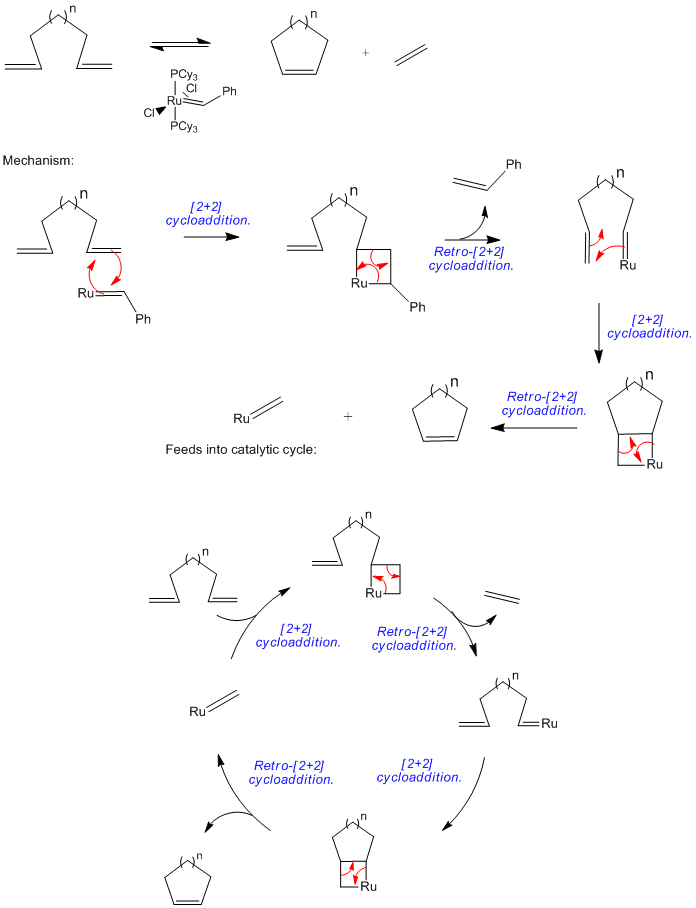 n
n
+
PCy3
Cl
Ru
Ph
Cl
PCy3
Mechanism:
n
[2+2]
cycloaddition.
Ru
Ph
n
Ru
Ph
Ph
Retro-[2+2]
cycloaddition.
n
Ru
[2+2]
cycloaddition.
n
Ru
Retro-[2+2]
cycloaddition.
Ru
+
n
Feeds into catalytic cycle:
n
n
Ru
[2+2]
cycloaddition.
Retro-[2+2]
cycloaddition.
n
Ru
Ru
[2+2]
cycloaddition.
Retro-[2+2]
cycloaddition.
n
Ru
n